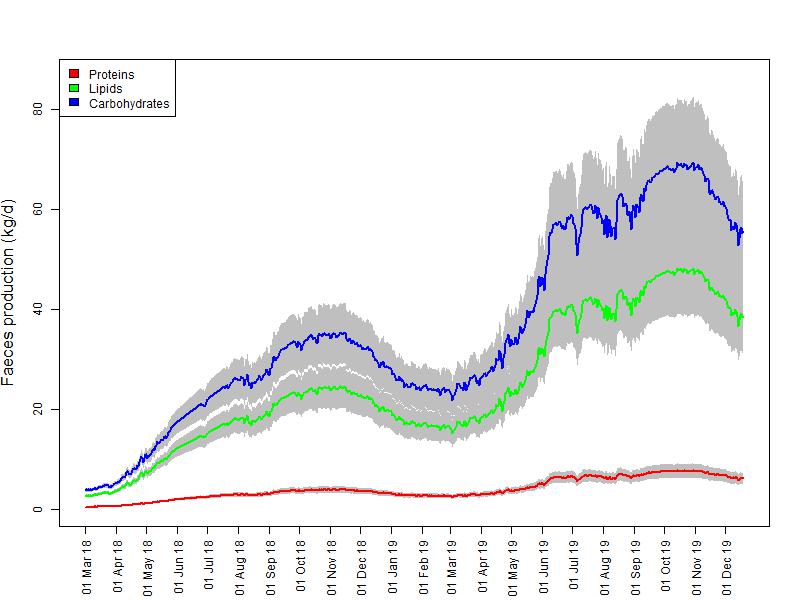 Proteins
Lipids
Carbohydrates
Faeces production (kg/d)
80
60
40
20
0
01 Mar 18
01 Apr 18
01 May 18
01 Jun 18
01 Jul 18
01 Aug 18
01 Sep 18
01 Oct 18
01 Nov 18
01 Dec 18
01 Jan 19
01 Feb 19
01 Mar 19
01 Apr 19
01 May 19
01 Jun 19
01 Jul 19
01 Aug 19
01 Sep 19
01 Oct 19
01 Nov 19
01 Dec 19